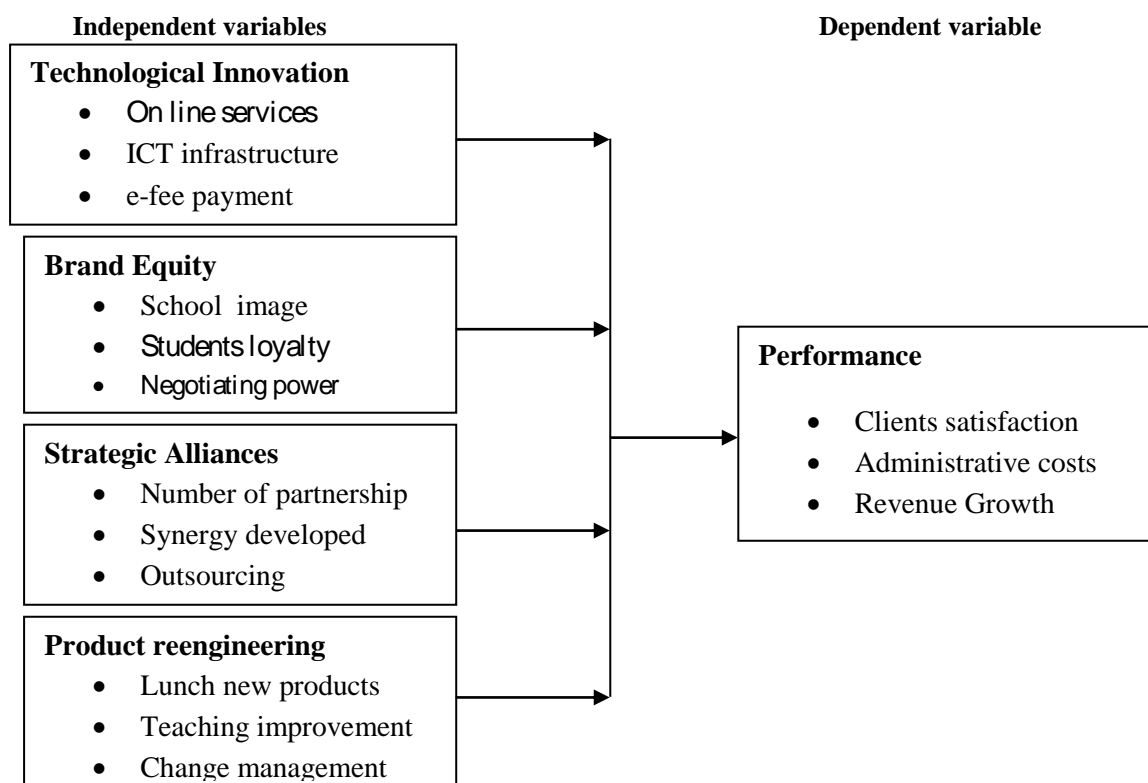 Independent variables
Dependent variable
Technological Innovation
• On line services
• ICT infrastructure
• e-fee payment
Brand Equity
• School image
• Students loyalty
• Negotiating power
Strategic Alliances
• Number of partnership
• Synergy developed
• Outsourcing
Product reengineering
• Lunch new products
• Teaching improvement
• Change management
Performance
• Clients satisfaction
• Administrative costs
• Revenue Growth